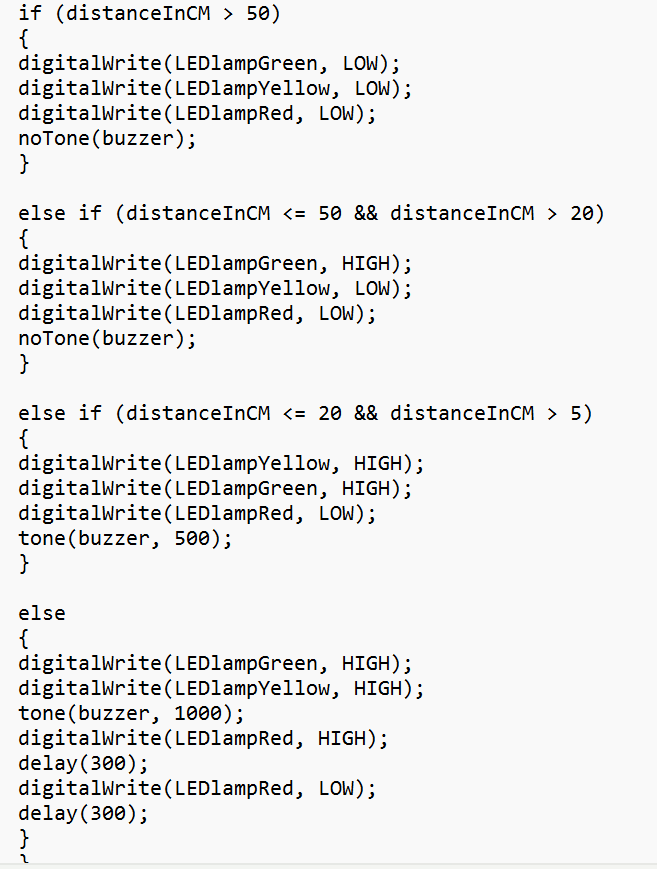 if (distanceInCM > 50)
{
digitalWrite(LEDlampGreen, LOW);
digitalWrite(LEDlampYellow, LOW);
digitalWrite(LEDlampRed, LOW);
noTone(buzzer);
}
else if (distanceInCM <= 50 && distanceInCM > 20)
{
digitalWrite(LEDlampGreen, HIGH);
digitalWrite(LEDlampYellow, LOW);
digitalWrite(LEDlampRed, LOW);
noTone(buzzer);
}
else if (distanceInCM <= 20 && distanceInCM > 5)
{
digitalWrite(LEDlampYellow, HIGH);
digitalWrite(LEDlampGreen, HIGH);
digitalWrite(LEDlampRed, LOW);
tone(buzzer, 500);
}
else
{
digitalWrite(LEDlampGreen, HIGH);
digitalWrite(LEDlampYellow, HIGH);
tone(buzzer, 1000);
digitalWrite(LEDlampRed, HIGH);
delay(300);
digitalWrite(LEDlampRed, LOW);
delay(300);
}
}